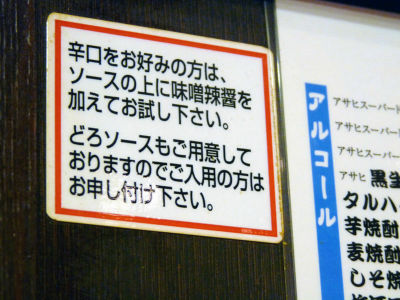 辛口をお好みの方は、
ソースの上に味噌辣醤を
加えてお試し下さい。
どろソースもご用意して
おりますのでご入用の方は
お申し付け下さい。
アルコール
アサヒスーパード
アサヒスーパード
アサヒスーパード
アサヒ 黒生
タルハ
芋焼酎
麦焼酎
しそ焼